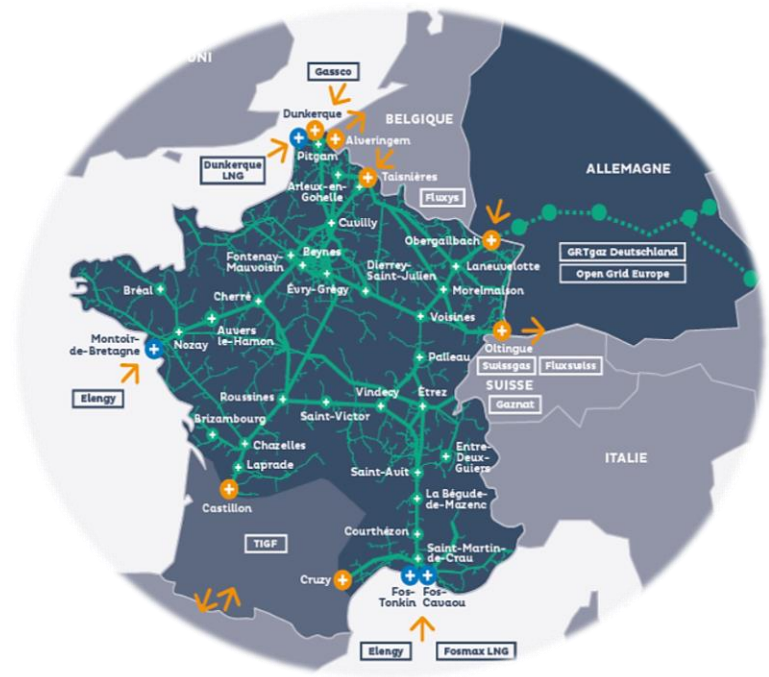 UNI
Gassco
Dunkerque
BELGIQUE
Alveringem
Pitgam
Dunkerque
LNG
Taisnières
ALLEMAGNE
Arleux-en-
Gohelle
Fluxys
Cuvilly
Obergailbach
GRTgaz Deutschland
Open Grid Europe
Fontenay-
Mauvoisin
Beynes
Dierrey-
Saint-Julien
Laneuvelotte
Évry-Grégy
Morelmaison
Bréal
Cherré
Auvers
le-Hamon
Voisines
Montoir-
de-Bretagne
Nozay
Oltingue
Palleau
Swissgas
Fluxswiss
SUISSE
Gaznat
Elengy
Roussines
Vindecy
Étrez
Saint-Victor
Brizambourg
Chazelles
Laprade
Entre-
Deux-
Guiers
ITALIE
Saint-Avit
Castillon
La Bégude-
de-Mazenc
Courthézon
TIGF
Saint-Martin-
de-Crau
Cruzy
Fos-
Tonkin
Fos-
Cavaou
Elengy
Fosmax LNG